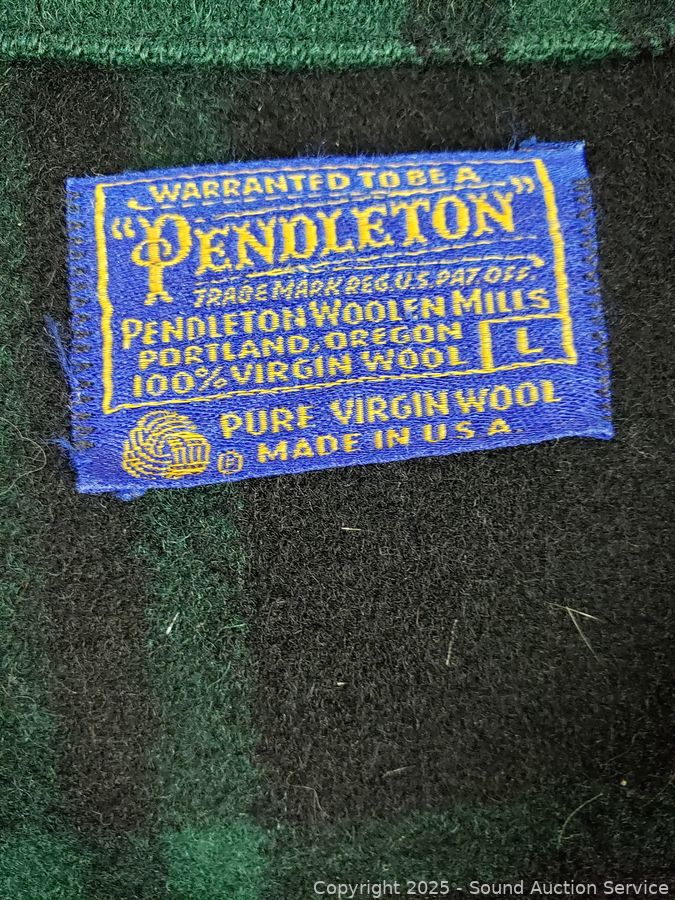 WARRANTED TO BE A
"PENDLETON"
TRADE MARK REG. U.S. PAT. OFF.
PENDLETON WOOLEN MILLS
PORTLAND, OREGON
100% VIRGIN WOOL L
PURE VIRGIN WOOL
® MADE IN U.S.A.
Copyright 2025 - Sound Auction Service